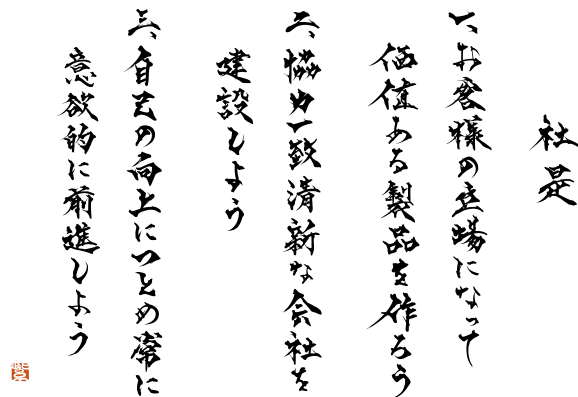 社是
一、お客様の立場になって
価値ある製品を作ろう
二、協力一致清新な会社を
建設しよう
三、自己の向上につとめ常に
意欲的に前進しよう